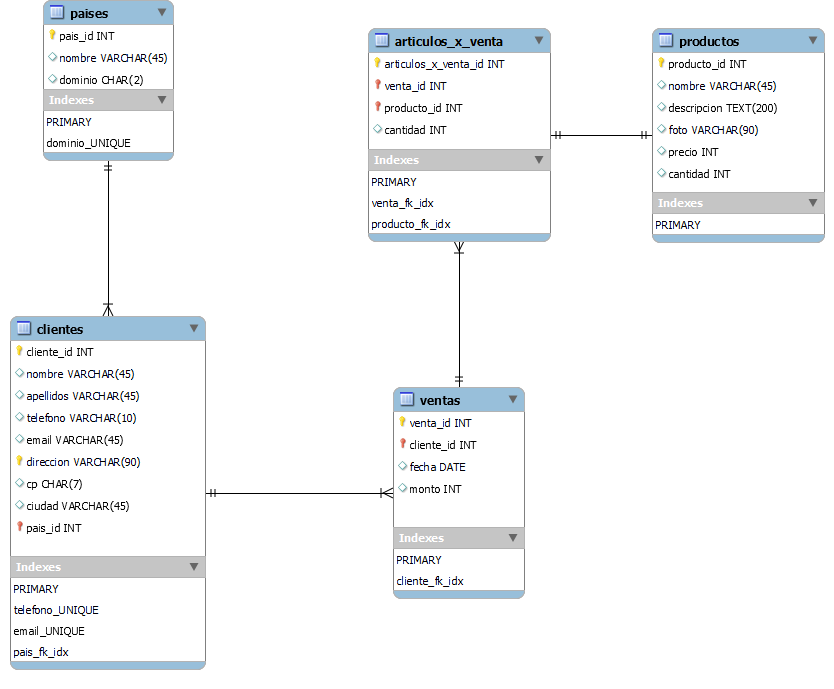 paises
pais_id INT
nombre VARCHAR(45)
dominio CHAR(2)
Indexes
PRIMARY
dominio_UNIQUE
articulos_x_venta
articulos_x_venta_id INT
venta_id INT
producto_id INT
cantidad INT
Indexes
PRIMARY
venta_fk_idx
producto_fk_idx
productos
producto_id INT
nombre VARCHAR(45)
descripcion TEXT(200)
foto VARCHAR(90)
precio INT
cantidad INT
Indexes
PRIMARY
clientes
cliente_id INT
nombre VARCHAR(45)
apellidos VARCHAR(45)
telefono VARCHAR(10)
email VARCHAR(45)
direccion VARCHAR(90)
cp CHAR(7)
ciudad VARCHAR(45)
pais_id INT
Indexes
PRIMARY
telefono_UNIQUE
email_UNIQUE
pais_fk_idx
ventas
venta_id INT
cliente_id INT
fecha DATE
monto INT
Indexes
PRIMARY
cliente_fk_idx